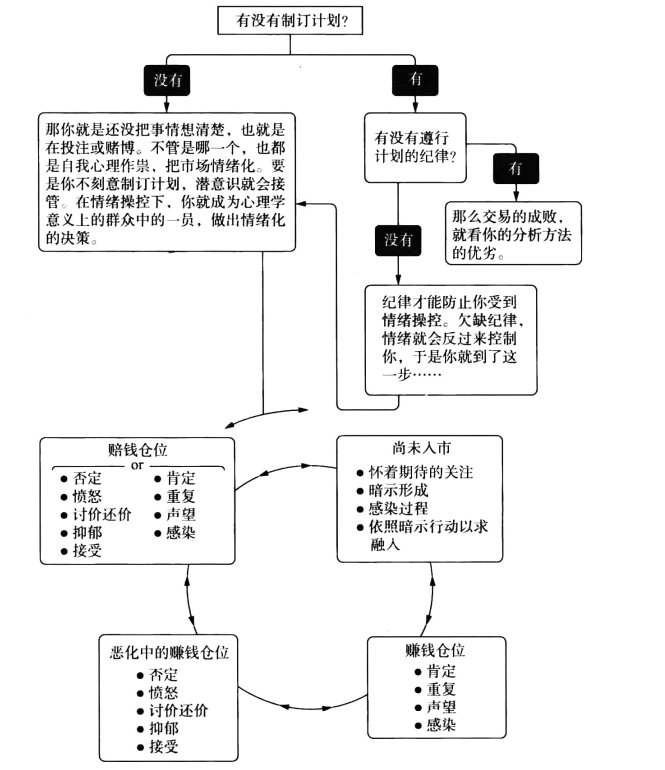 有没有制订计划？
没有
有
那你就是还没把事情想清楚，也就是
在投注或赌博。不管是哪一个，也都
是自我心理作祟，把市场情绪化。要
是你不刻意制订计划，潜意识就会接
管。在情绪操控下，你就成为心理学
意义上的群众中的一员，做出情绪化
的决策。
有没有遵行
计划的纪律？
有
那么交易的成败，
就看你的分析方法
的优劣。
没有
纪律才能防止你受到
情绪操控。欠缺纪律，
情绪就会反过来控制
你，于是你就到了这
一步……
赔钱仓位
or
● 否定
● 愤怒
● 讨价还价
● 抑郁
● 接受
● 肯定
● 重复
● 声望
● 感染
尚未入市
● 怀着期待的关注
● 暗示形成
● 感染过程
● 依照暗示行动以求
融入
恶化中的赚钱仓位
● 否定
● 愤怒
● 讨价还价
● 抑郁
● 接受
赚钱仓位
● 肯定
● 重复
● 声望
● 感染